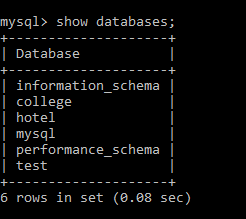 mysql> show databases;
+--------------------+
| Database           |
+--------------------+
| information_schema |
| college            |
| hotel              |
| mysql              |
| performance_schema |
| test               |
+--------------------+
6 rows in set (0.08 sec)